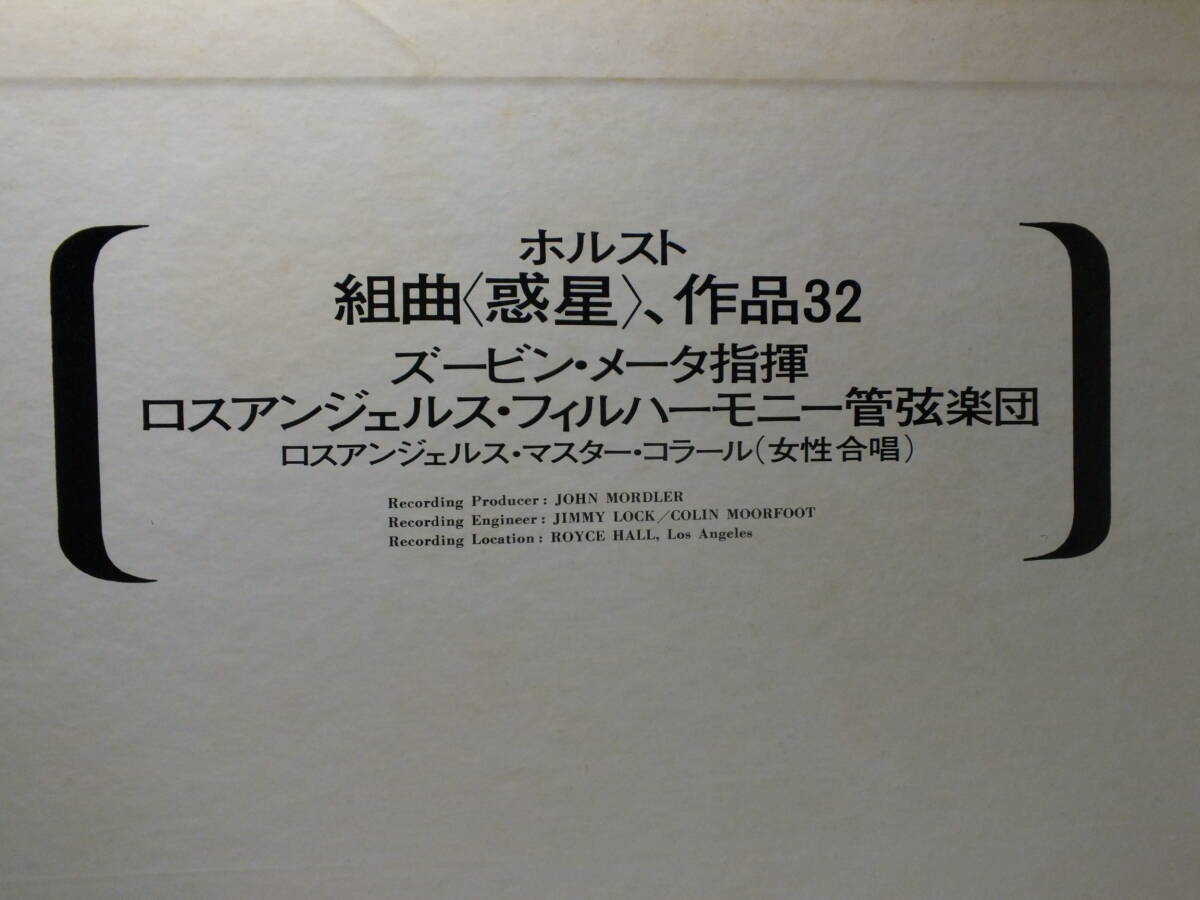 ホルスト
組曲〈惑星〉、作品32
ズービン・メータ指揮
ロスアンジェルス・フィルハーモニー管弦楽団
ロスアンジェルス・マスター・コラール(女性合唱)
Recording Producer: JOHN MORDLER
Recording Engineer: JIMMY LOCK/COLIN MOORFOOT
Recording Location: ROYCE HALL, Los Angeles